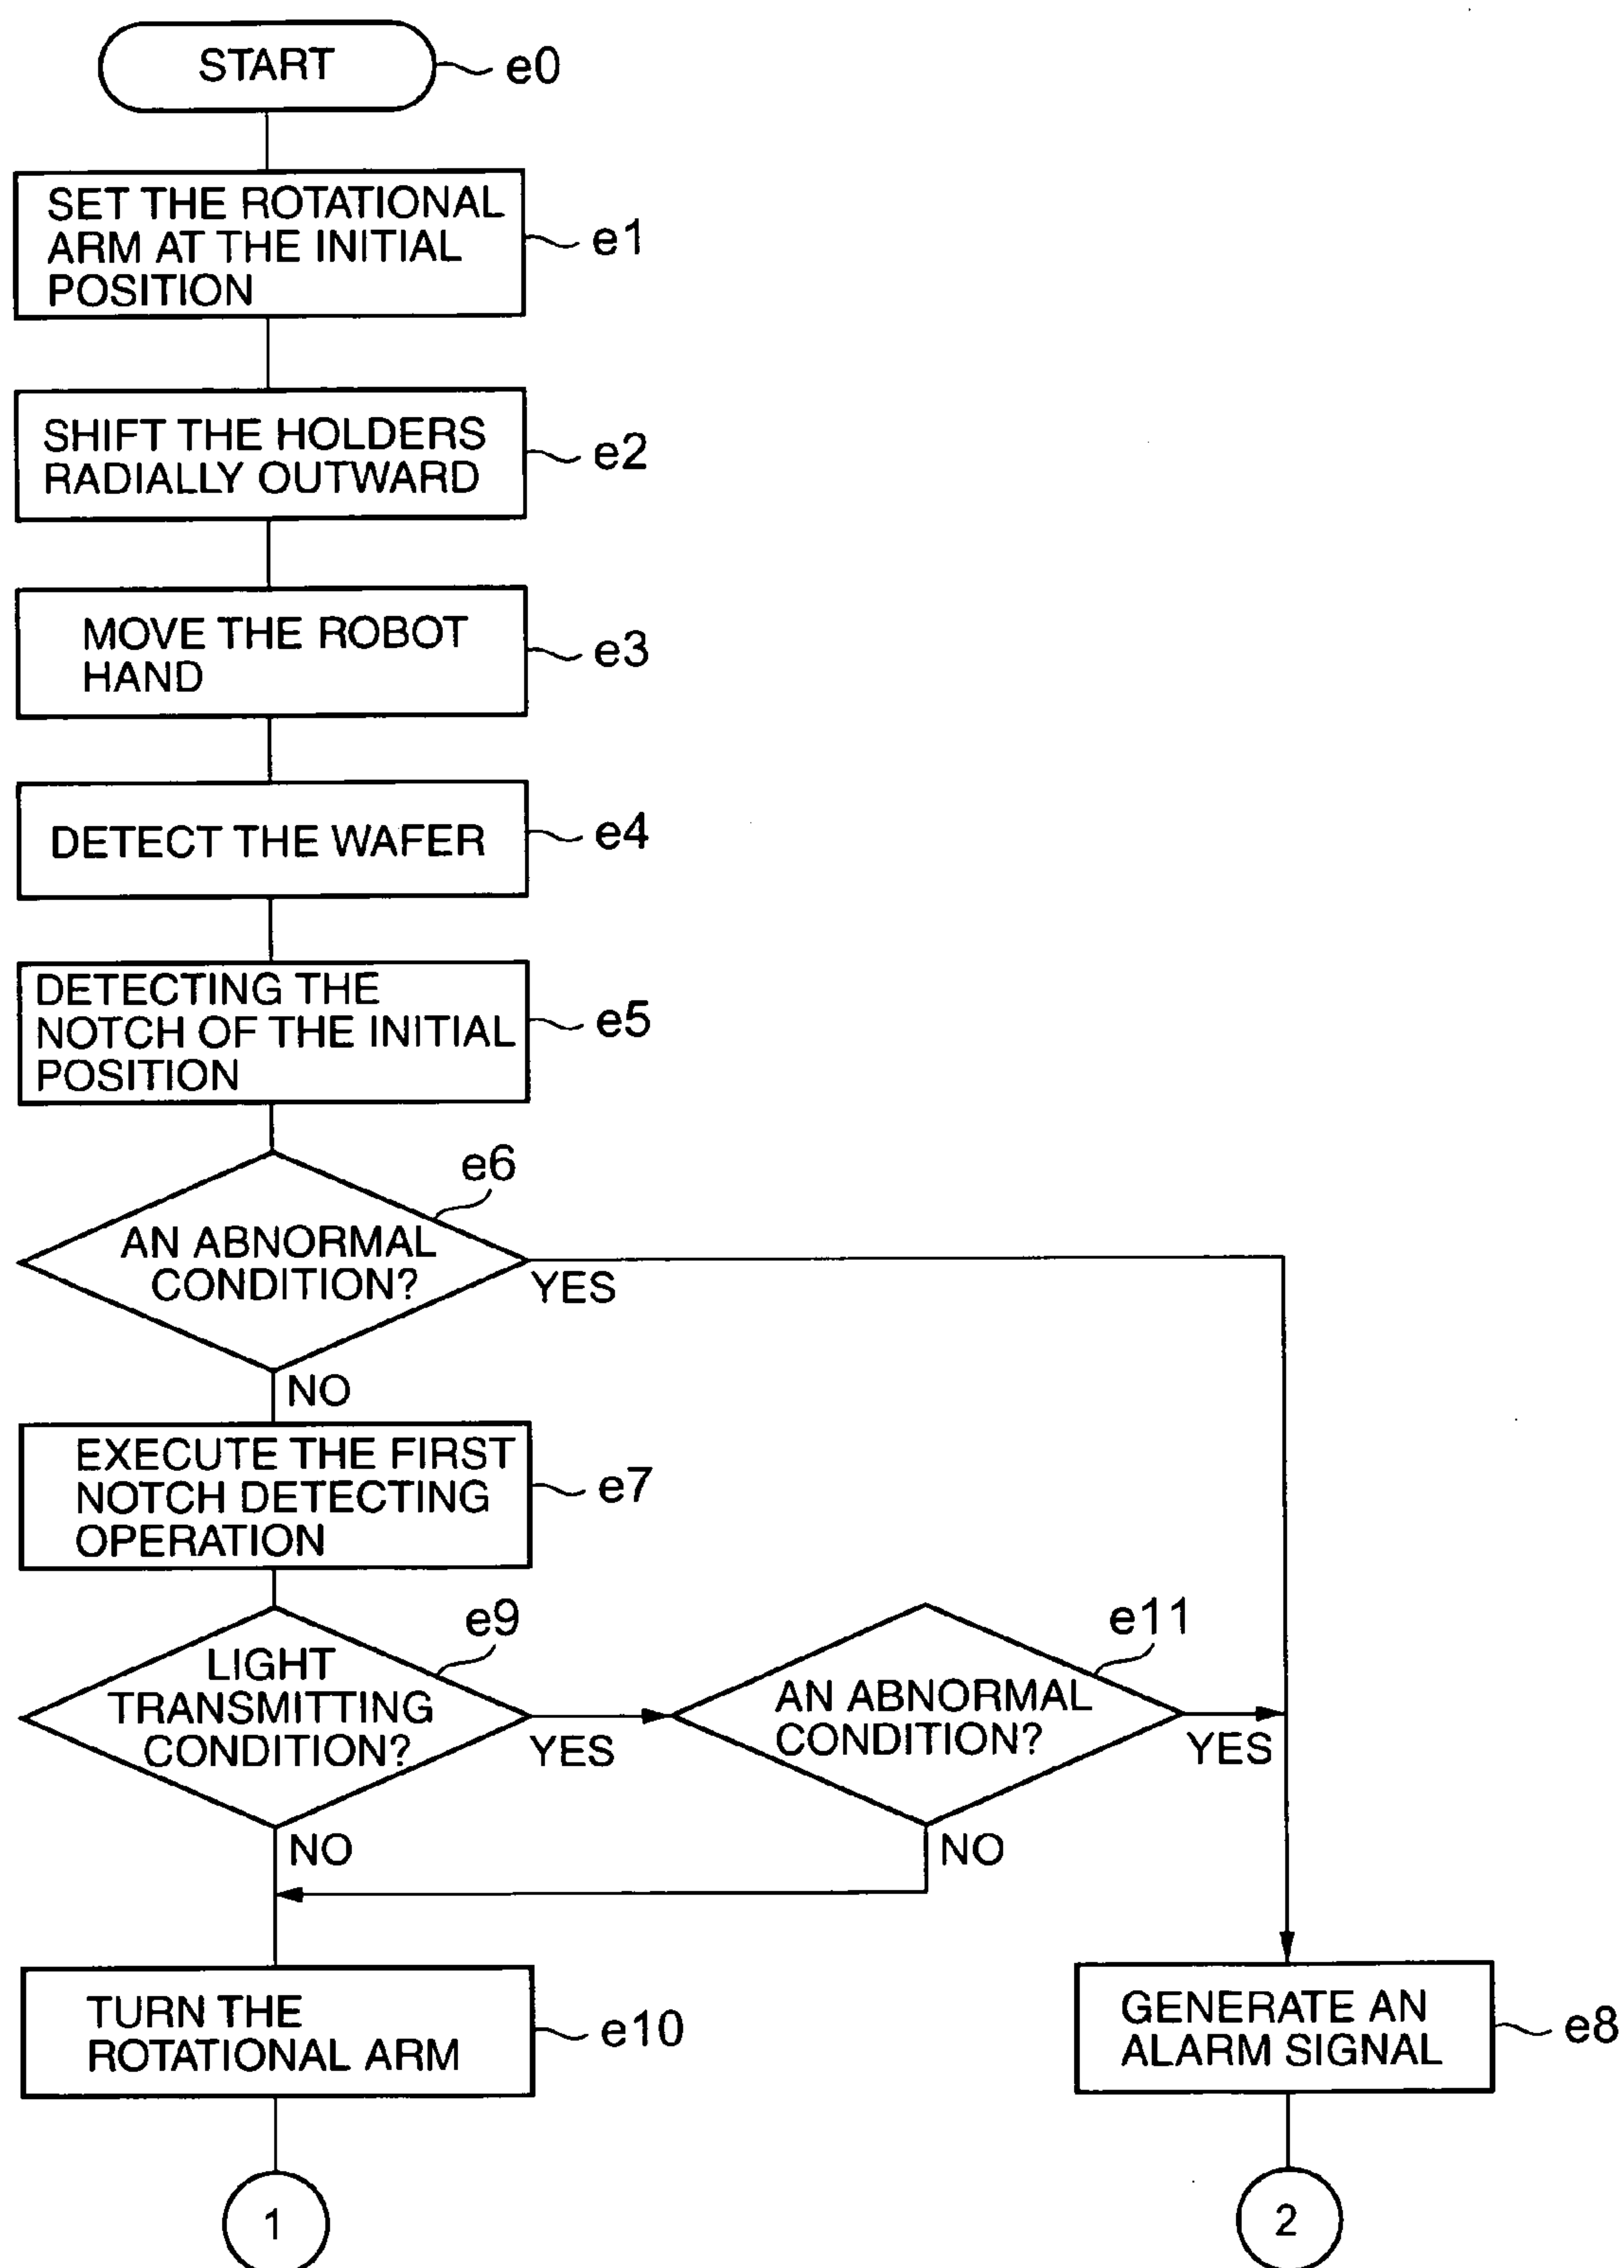 START
e0
SET THE ROTATIONAL
ARM AT THE INITIAL
POSITION
e1
SHIFT THE HOLDERS
RADIALLY OUTWARD
e2
MOVE THE ROBOT
HAND
e3
DETECT THE WAFER
e4
DETECTING THE
NOTCH OF THE INITIAL
POSITION
e5
e6
AN ABNORMAL
CONDITION?
YES
NO
EXECUTE THE FIRST
NOTCH DETECTING
OPERATION
e7
e9
LIGHT
TRANSMITTING
CONDITION?
YES
NO
e11
AN ABNORMAL
CONDITION?
YES
NO
TURN THE
ROTATIONAL ARM
e10
GENERATE AN
ALARM SIGNAL
e8
1
2